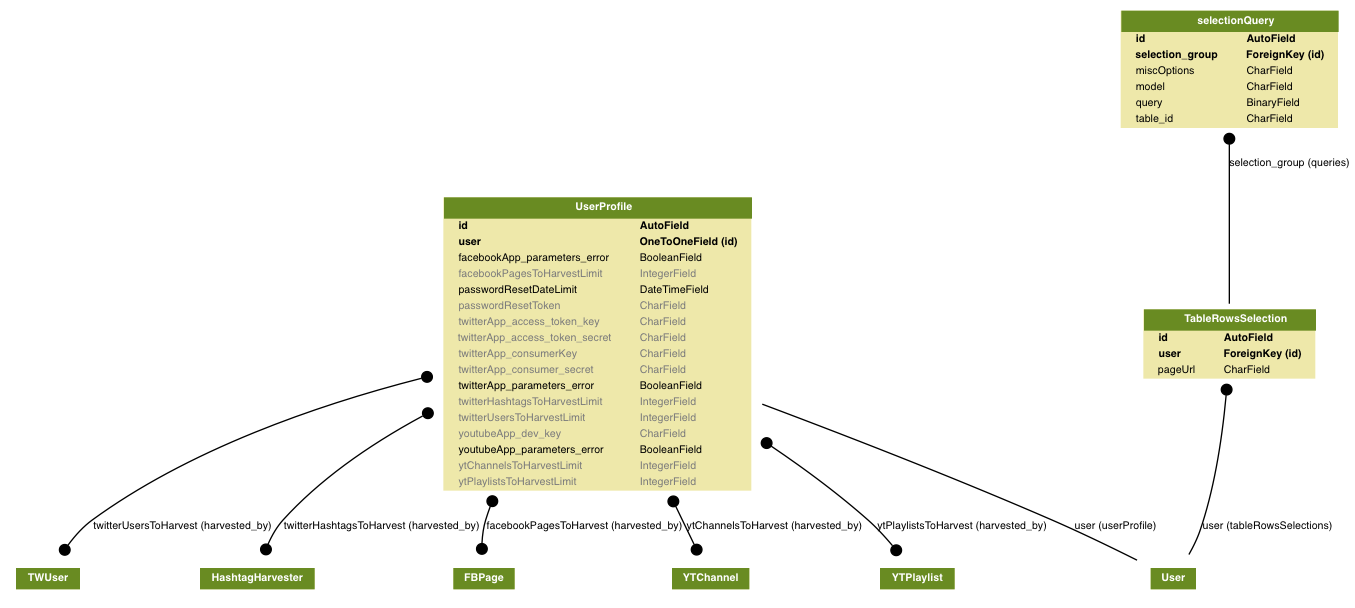 selectionQuery
id AutoField
selection_group ForeignKey (id)
miscOptions CharField
model CharField
query BinaryField
table_id CharField
selection_group (queries)
UserProfile
id AutoField
user OneToOneField (id)
facebookApp_parameters_error BooleanField
facebookPagesToHarvestLimit IntegerField
passwordResetDateLimit DateTimeField
passwordResetToken CharField
twitterApp_access_token_key CharField
twitterApp_access_token_secret CharField
twitterApp_consumerKey CharField
twitterApp_consumer_secret CharField
twitterApp_parameters_error BooleanField
twitterHashtagsToHarvestLimit IntegerField
twitterUsersToHarvestLimit IntegerField
youtubeApp_dev_key CharField
youtubeApp_parameters_error BooleanField
ytChannelsToHarvestLimit IntegerField
ytPlaylistsToHarvestLimit IntegerField
TableRowsSelection
id AutoField
user ForeignKey (id)
pageUrl CharField
twitterUsersToHarvest (harvested_by) twitterHashtagsToHarvest (harvested_by) facebookPagesToHarvest (harvested_by) ytChannelsToHarvest (harvested_by) ytPlaylistsToHarvest (harvested_by) user (userProfile) user (tableRowsSelections)
TWUser HashtagHarvester FBPage YTChannel YTPlaylist User